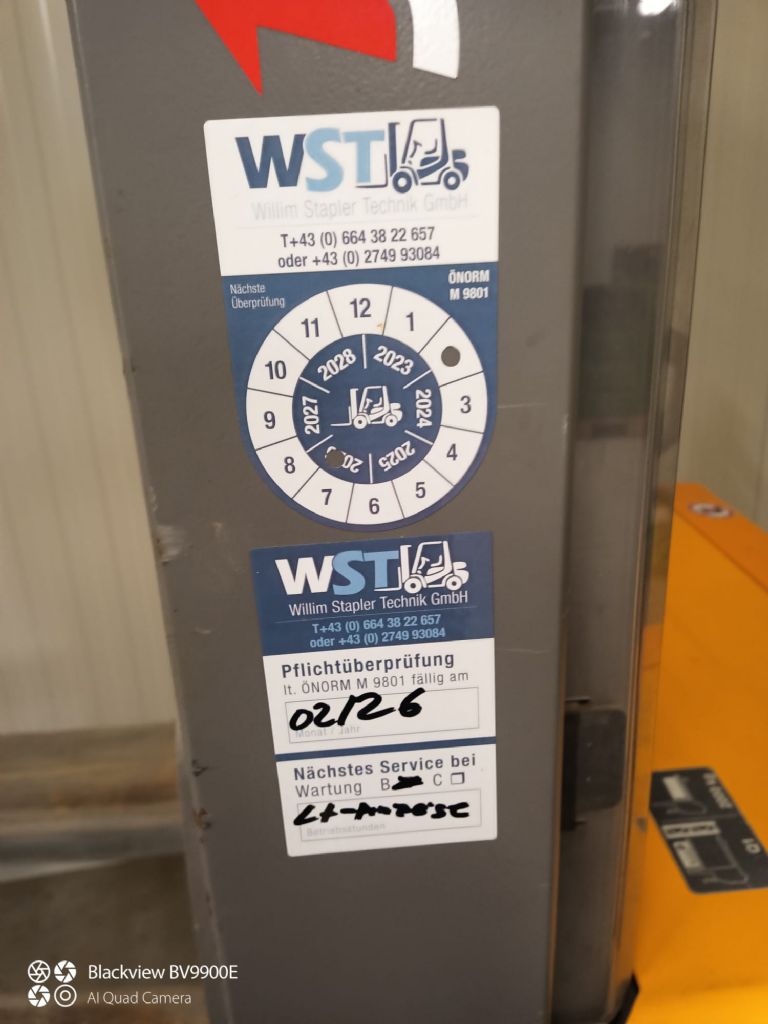 WST
Willim Stapler Technik GmbH
T+43 (0) 664 38 22 657
oder +43 (0) 2749 93084
Nächste
Überprüfung
ÖNORM
M 9801
12
1
3
4
5
6
7
8
9
10
11
2023
2024
2025
2027
2028
WST
Willim Stapler Technik GmbH
T+43 (0) 664 38 22 657
oder +43 (0) 2749 93084
Pflichtüberprüfung
lt. ÖNORM M 9801 fällig am
02/26
Monat / Jahr
Nächstes Service bei
Wartung B C
Betriebsstunden
Blackview BV9900E
AI Quad Camera